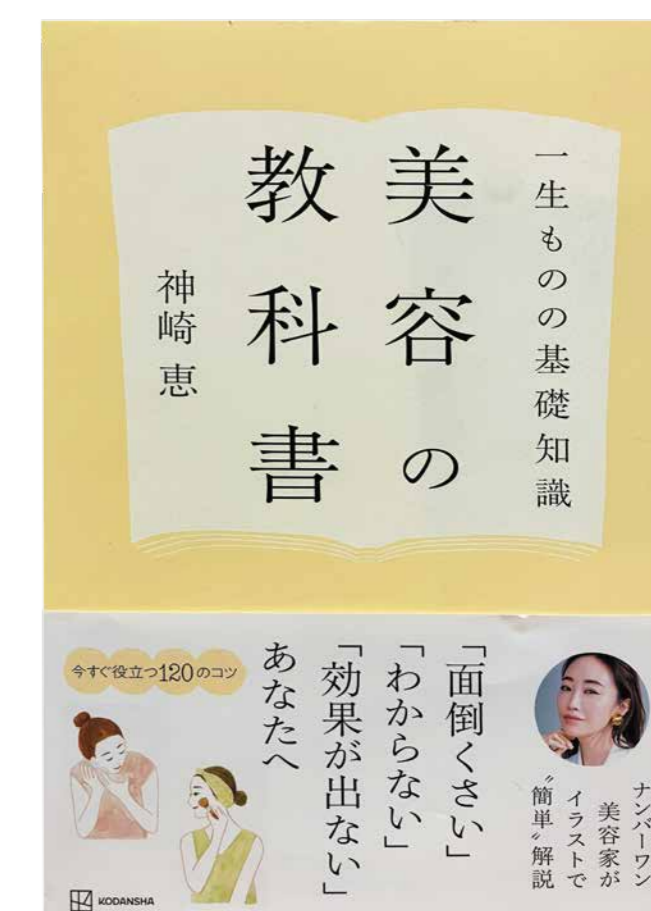 一生ものの基礎知識
美容の
教科書
神崎 恵
ナンバーワン
美容家が
イラストで
〝簡単〟解説
「面倒くさい」
「わからない」
「効果が出ない」
あなたへ
今すぐ役立つ120のコツ
KODANSHA